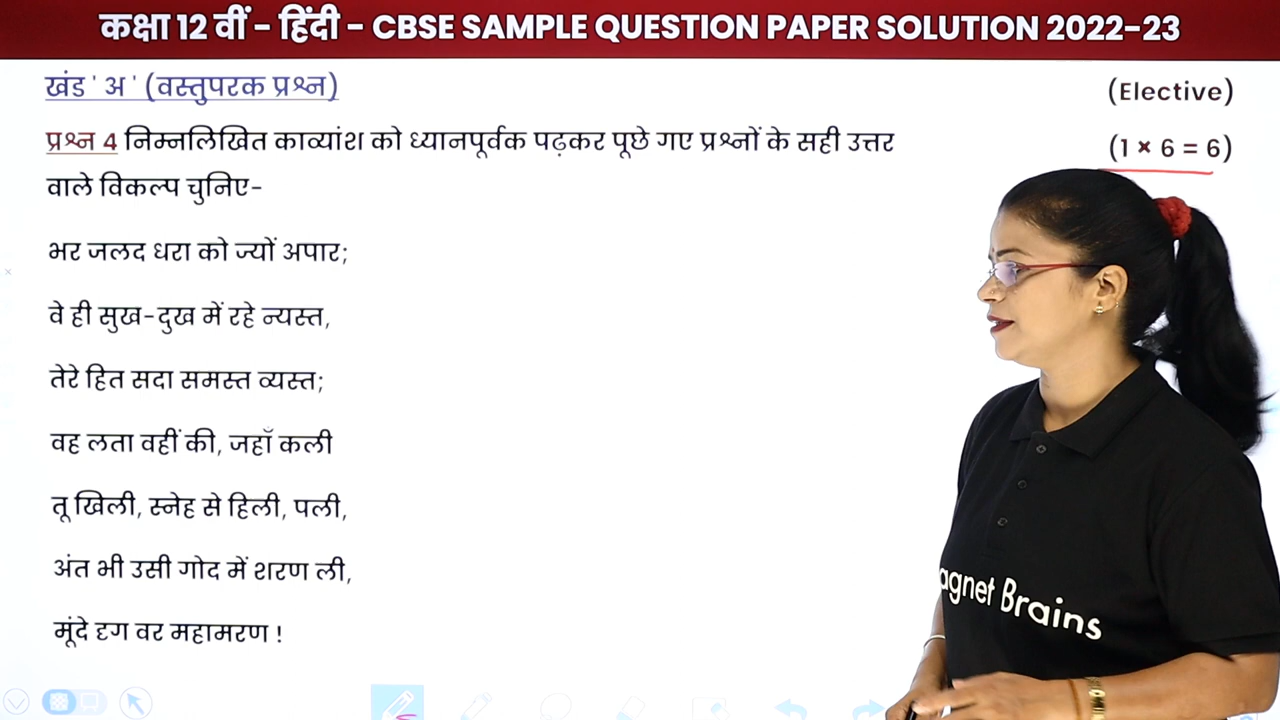 कक्षा 12 वीं - हिंदी - CBSE SAMPLE QUESTION PAPER SOLUTION 2022-23
खंड ' अ ' (वस्तुपरक प्रश्न)
(Elective)
प्रश्न 4 निम्नलिखित काव्यांश को ध्यानपूर्वक पढ़कर पूछे गए प्रश्नों के सही उत्तर
(1 × 6 = 6)
वाले विकल्प चुनिए-
भर जलद धरा को ज्यों अपार;
वे ही सुख-दुख में रहे न्यस्त,
तेरे हित सदा समस्त व्यस्त;
वह लता वहीं की, जहाँ कली
तू खिली, स्नेह से हिली, पली,
अंत भी उसी गोद में शरण ली,
मूंदे दृग वर महामरण !
agnet Brains